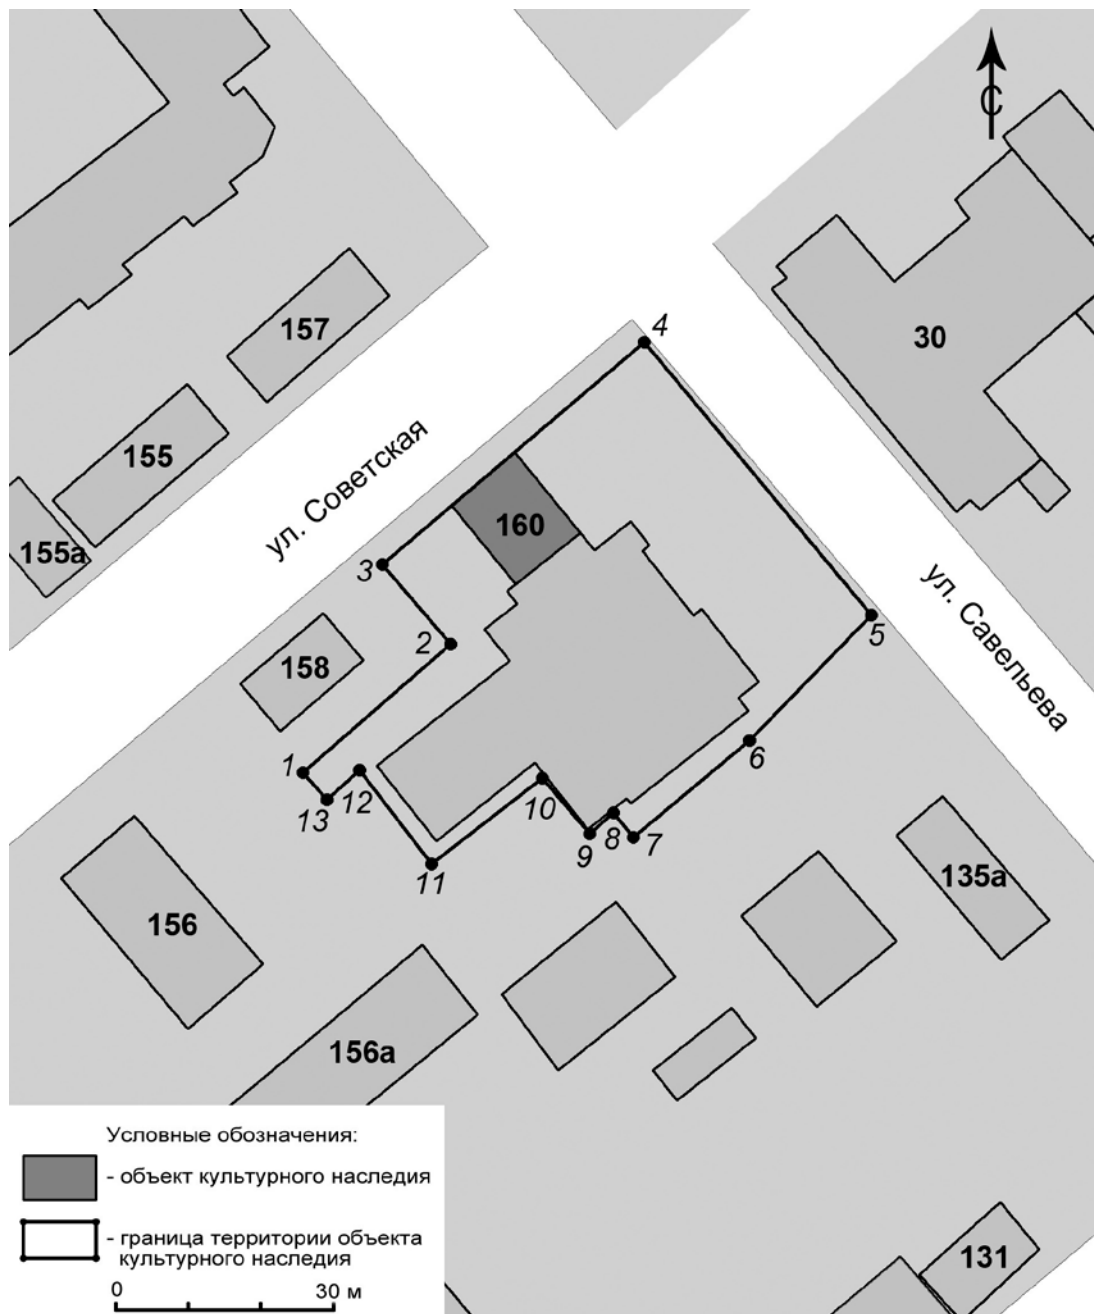 С
4
157
30
ул. Советская
155
160
155а
3
ул. Савельева
5
2
158
1
12
13
6
10
8
7
9
11
156
135а
156а
Условные обозначения:
- объект культурного наследия
- граница территории объекта
культурного наследия
0 30 м
131